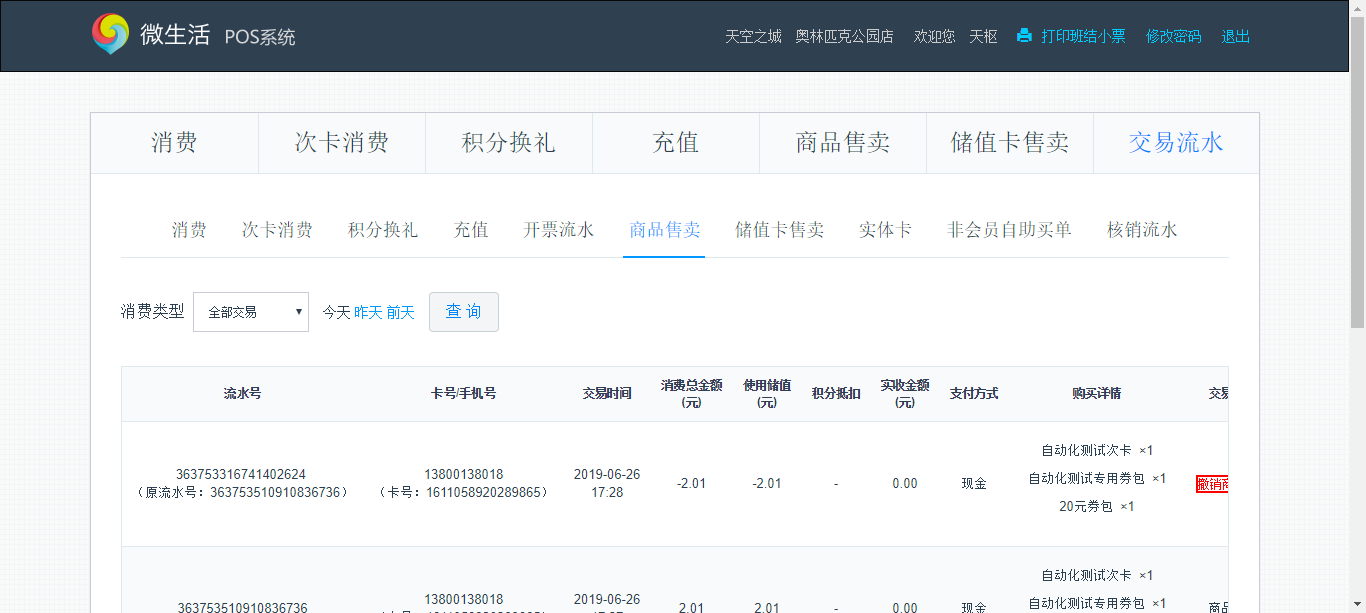 微生活 POS系统 天空之城 奥林匹克公园店 欢迎您 天枢 打印班结小票 修改密码 退出
消费 次卡消费 积分换礼 充值 商品售卖 储值卡售卖 交易流水
消费 次卡消费 积分换礼 充值 开票流水 商品售卖 储值卡售卖 实体卡 非会员自助买单 核销流水
消费类型 全部交易 今天 昨天 前天 查 询
流水号 卡号/手机号 交易时间 消费总金额(元) 使用储值(元) 积分抵扣 实收金额(元) 支付方式 购买详情 交易
363753316741402624
(原流水号：363753510910836736)
13800138018
(卡号：1611058920289865)
2019-06-26
17:28
-2.01 -2.01 - 0.00 现金
自动化测试次卡 ×1
自动化测试专用券包 ×1
20元券包 ×1
撤销商
363753510910836736
13800138018
2019-06-26
2.01 2.01 - 0.00 现金
自动化测试次卡 ×1
自动化测试专用券包 ×1
商品